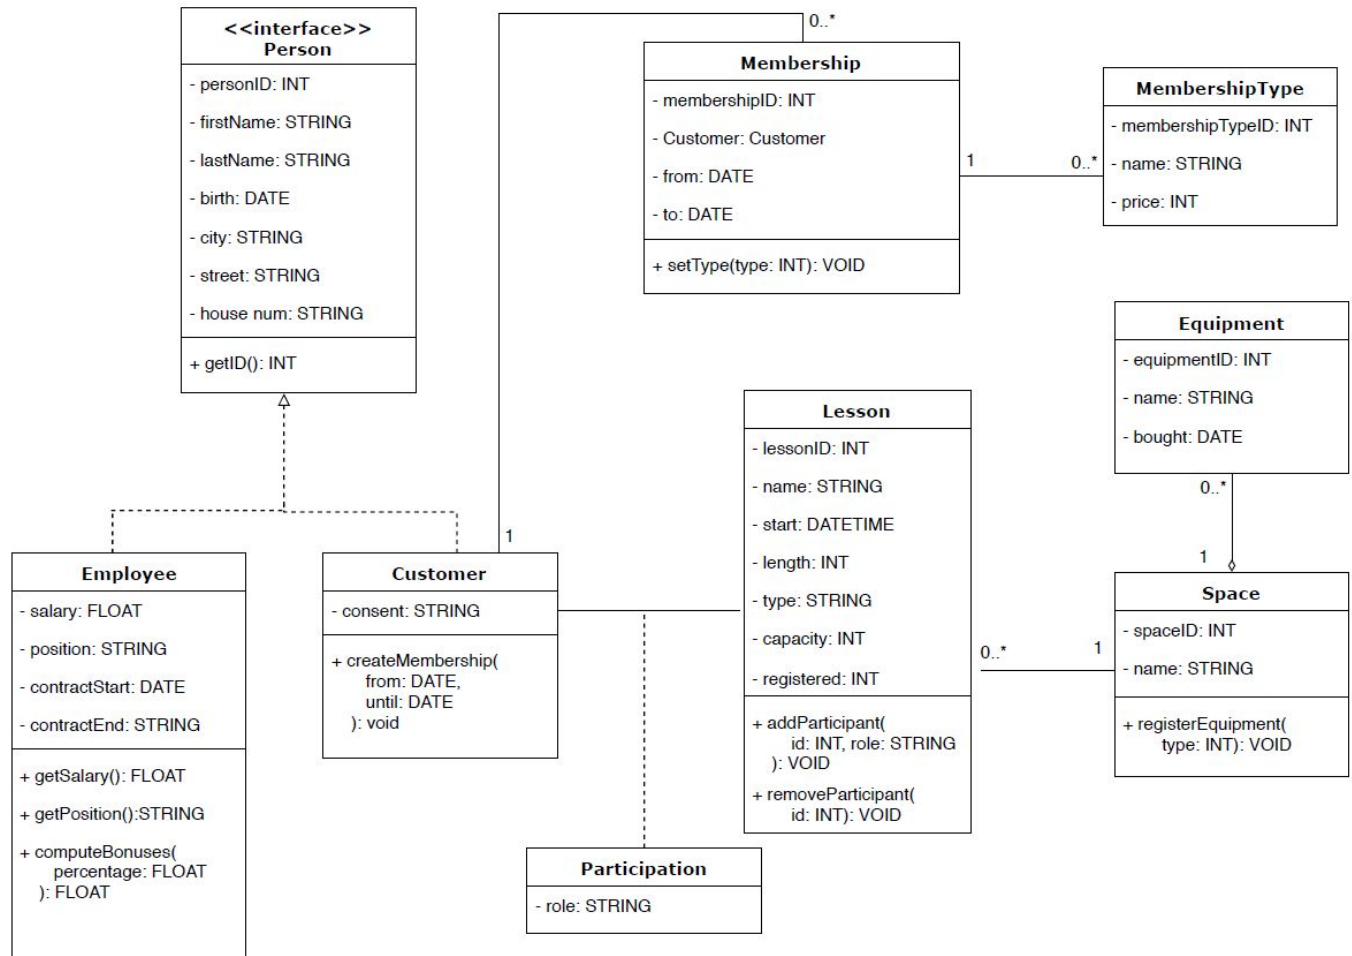 <<interface>>
Person
- personID: INT
- firstName: STRING
- lastName: STRING
- birth: DATE
- city: STRING
- street: STRING
- house num: STRING
+ getID(): INT
0..*
Membership
- membershipID: INT
- Customer: Customer
- from: DATE
- to: DATE
+ setType(type: INT): VOID
1
0..*
MembershipType
- membershipTypeID: INT
- name: STRING
- price: INT
Equipment
- equipmentID: INT
- name: STRING
- bought: DATE
0..*
1
Lesson
- lessonID: INT
- name: STRING
- start: DATETIME
- length: INT
- type: STRING
- capacity: INT
- registered: INT
+ addParticipant(
id: INT, role: STRING
): VOID
+ removeParticipant(
id: INT): VOID
0..*
1
Space
- spaceID: INT
- name: STRING
+ registerEquipment(
type: INT): VOID
Employee
- salary: FLOAT
- position: STRING
- contractStart: DATE
- contractEnd: STRING
+ getSalary(): FLOAT
+ getPosition():STRING
+ computeBonuses(
percentage: FLOAT
): FLOAT
1
Customer
- consent: STRING
+ createMembership(
from: DATE,
until: DATE
): void
Participation
- role: STRING